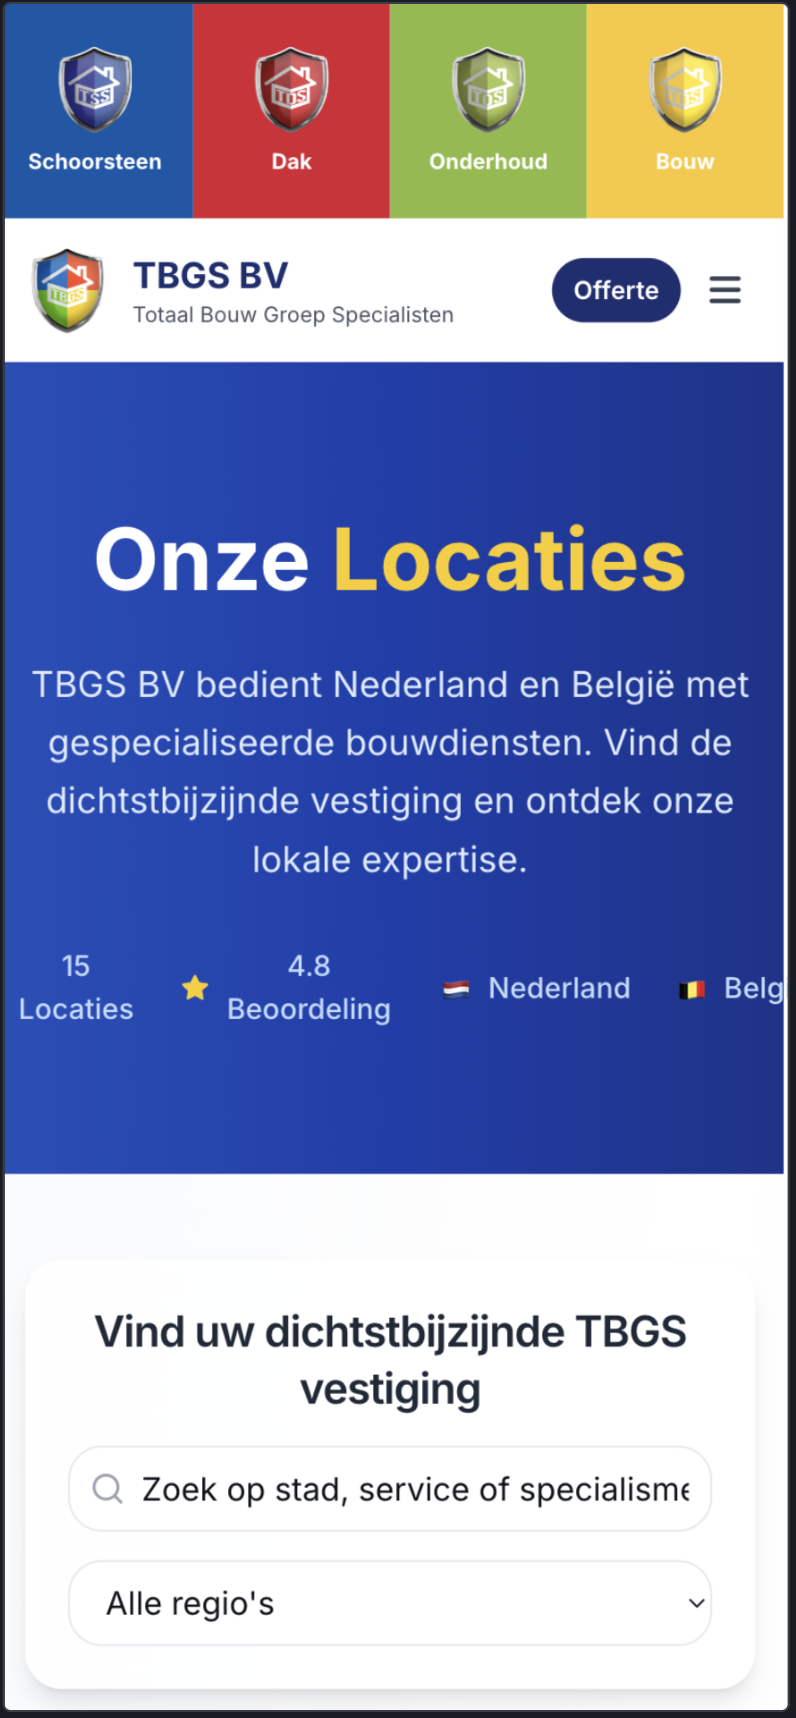 TSS
TDS
TOS
TBS
Schoorsteen
Dak
Onderhoud
Bouw
TBGS
TBGS BV
Totaal Bouw Groep Specialisten
Offerte
Onze Locaties
TBGS BV bedient Nederland en België met
gespecialiseerde bouwdiensten. Vind de
dichtstbijzijnde vestiging en ontdek onze
lokale expertise.
15
Locaties
4.8
Beoordeling
Nederland
Belg
Vind uw dichtstbijzijnde TBGS
vestiging
Zoek op stad, service of specialisme
Alle regio's